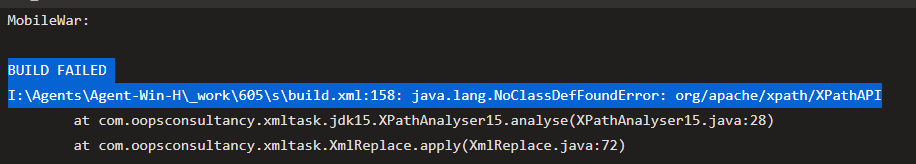 MobileWar:
BUILD FAILED
I:\Agents\Agent-Win-H\_work\605\s\build.xml:158: java.lang.NoClassDefFoundError: org/apache/xpath/XPathAPI
at com.oopsconsultancy.xmltask.jdk15.XPathAnalyser15.analyse(XPathAnalyser15.java:28)
at com.oopsconsultancy.xmltask.XmlReplace.apply(XmlReplace.java:72)